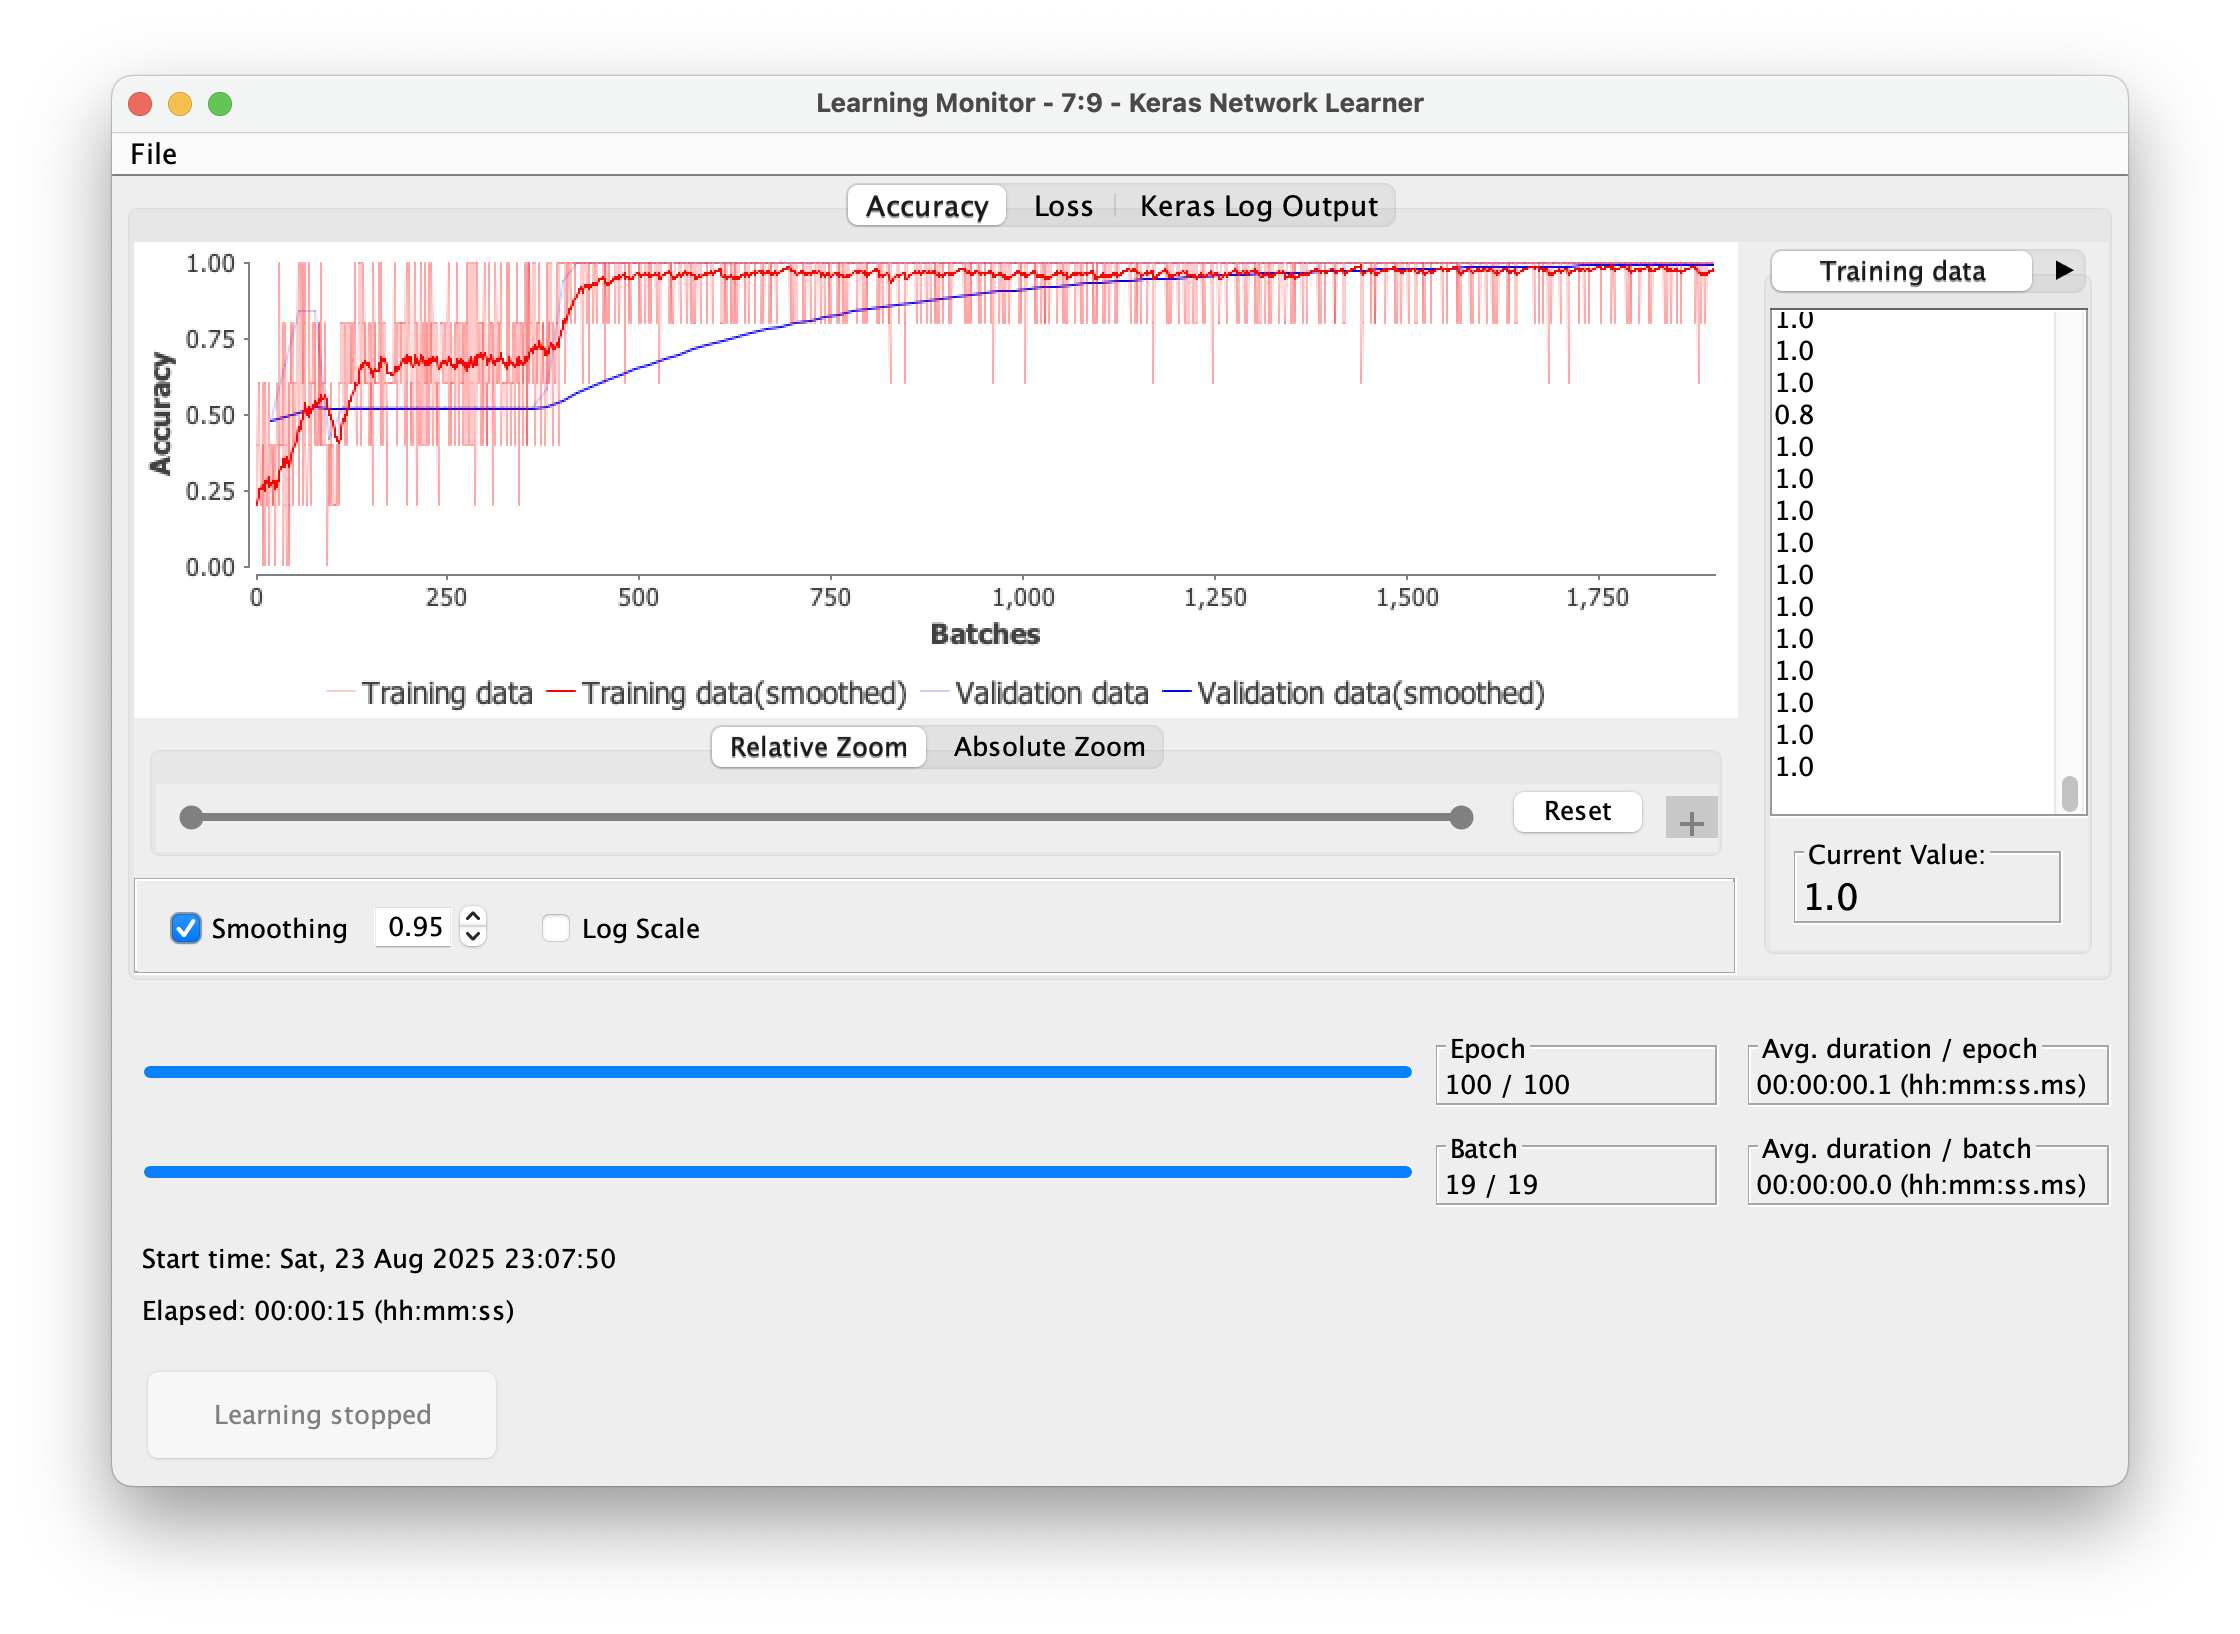 Learning Monitor - 7:9 - Keras Network Learner
File
Accuracy Loss Keras Log Output
1.00
0.75
0.50
0.25
0.00
Accuracy
0 250 500 750 1,000 1,250 1,500 1,750
Batches
Training data Training data(smoothed) Validation data Validation data(smoothed)
Training data
1.0
1.0
1.0
0.8
1.0
1.0
1.0
1.0
1.0
1.0
1.0
1.0
1.0
1.0
1.0
Current Value:
1.0
Relative Zoom Absolute Zoom
Reset +
Smoothing 0.95 Log Scale
Epoch
100 / 100
Avg. duration / epoch
00:00:00.1 (hh:mm:ss.ms)
Batch
19 / 19
Avg. duration / batch
00:00:00.0 (hh:mm:ss.ms)
Start time: Sat, 23 Aug 2025 23:07:50
Elapsed: 00:00:15 (hh:mm:ss)
Learning stopped